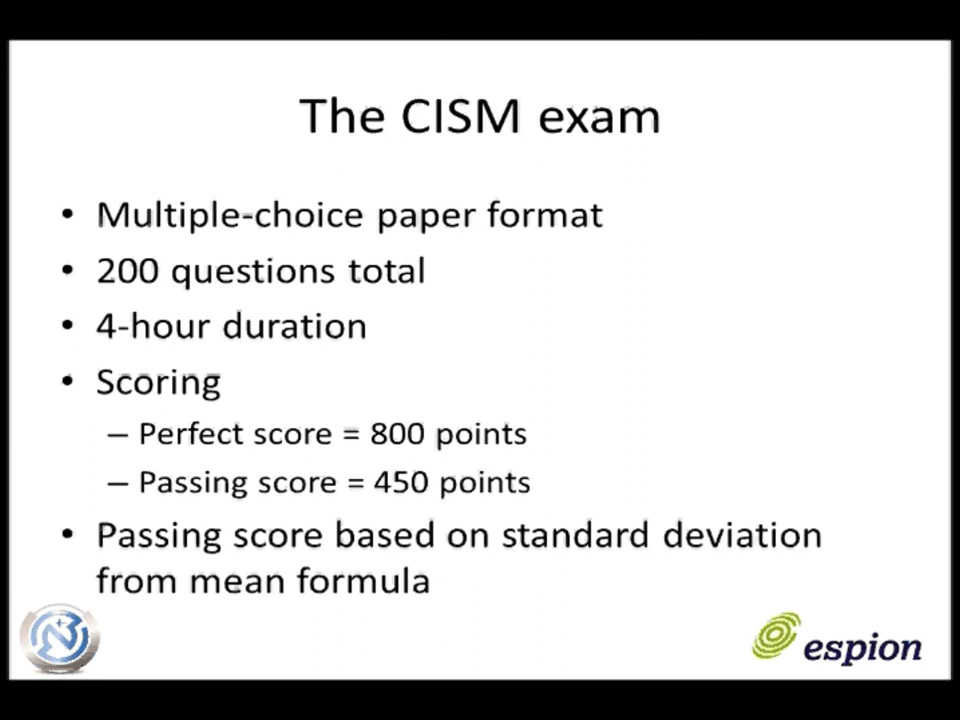 The CISM exam
• Multiple-choice paper format
• 200 questions total
• 4-hour duration
• Scoring
– Perfect score = 800 points
– Passing score = 450 points
• Passing score based on standard deviation
from mean formula
espion